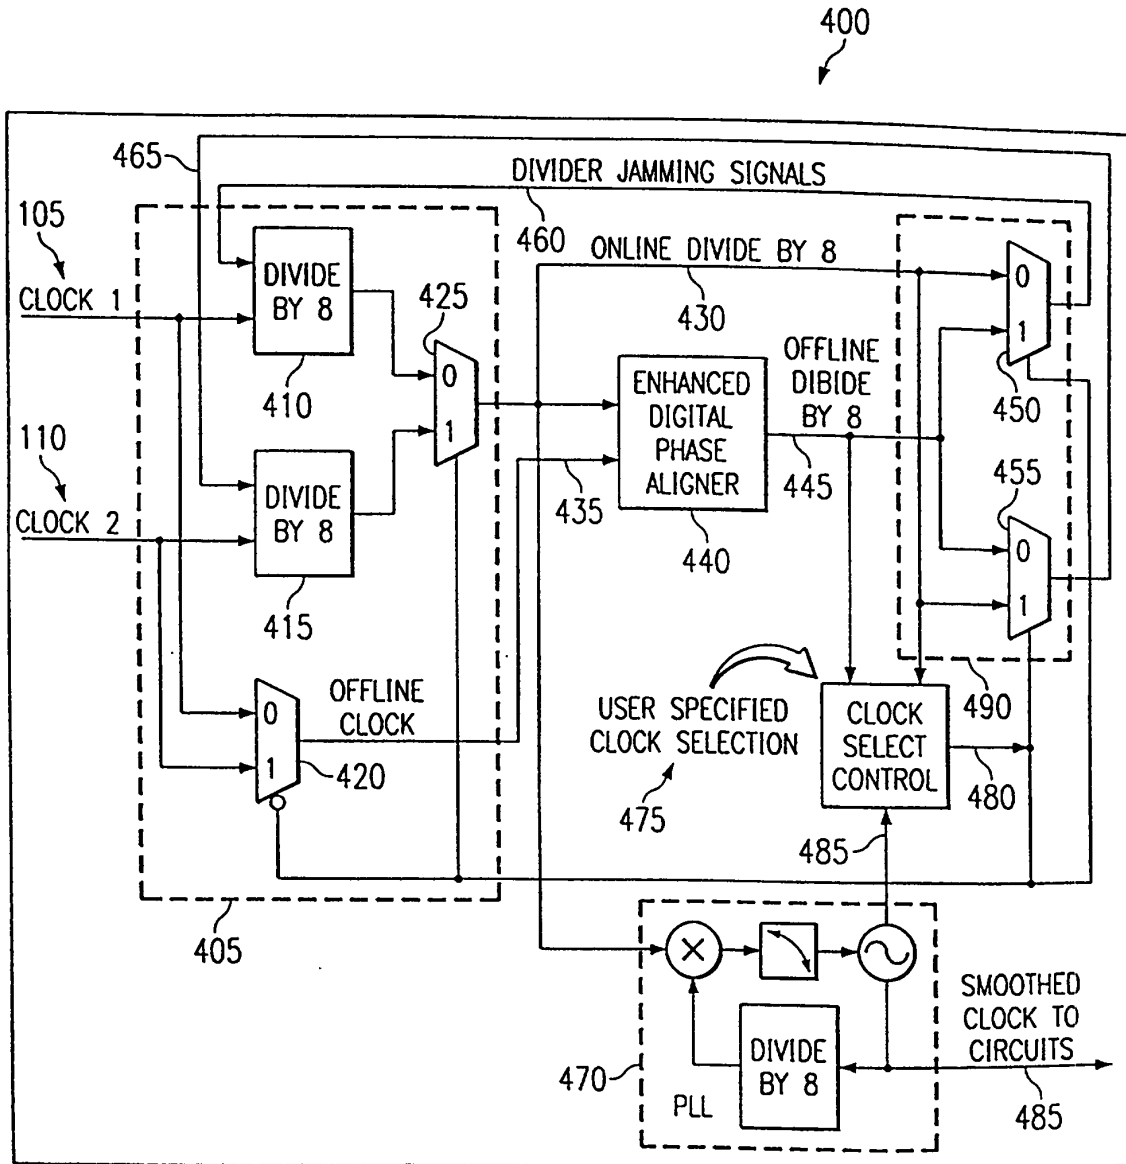 400
465
DIVIDER JAMMING SIGNALS
460
105
CLOCK 1
DIVIDE
BY 8
410
425
0
1
ONLINE DIVIDE BY 8
430
0
1
450
OFFLINE
DIBIDE
BY 8
445
ENHANCED
DIGITAL
PHASE
ALIGNER
440
435
110
CLOCK 2
DIVIDE
BY 8
415
455
0
1
490
OFFLINE
CLOCK
0
1
420
USER SPECIFIED
CLOCK SELECTION
475
CLOCK
SELECT
CONTROL
480
485
405
470
PLL
DIVIDE
BY 8
SMOOTHED
CLOCK TO
CIRCUITS
485